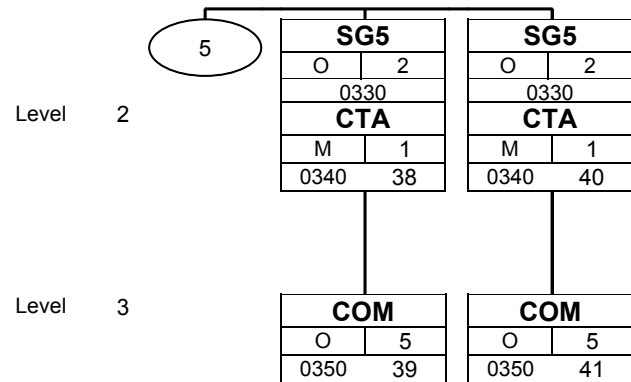 5 SG5 SG5
O 2 O 2
0330 0330
Level 2 CTA CTA
M 1 M 1
0340 38 0340 40
Level 3 COM COM
O 5 O 5
0350 39 0350 41